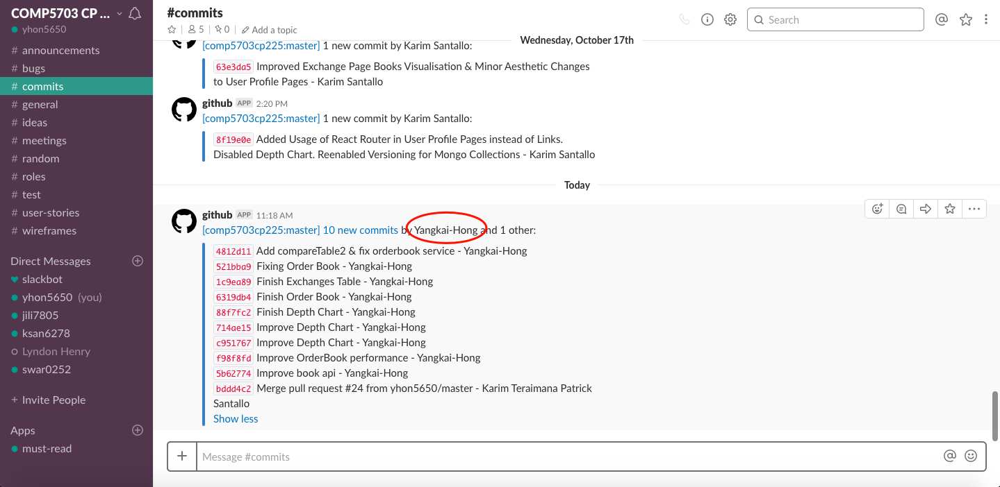 COMP5703 CP ...
yhon5650
# announcements
# bugs
# commits
# general
# ideas
# meetings
# random
# roles
# test
# user-stories
# wireframes
Direct Messages
slackbot
yhon5650 (you)
jili7805
ksan6278
Lyndon Henry
swar0252
+ Invite People
Apps
must-read
#commits
5 | 0 | Add a topic
Search
Wednesday, October 17th
[comp5703cp225:master] 1 new commit by Karim Santallo:
63e3da5 Improved Exchange Page Books Visualisation & Minor Aesthetic Changes
to User Profile Pages - Karim Santallo
github APP 2:20 PM
[comp5703cp225:master] 1 new commit by Karim Santallo:
8f19e0e Added Usage of React Router in User Profile Pages instead of Links.
Disabled Depth Chart. Reenabled Versioning for Mongo Collections - Karim Santallo
Today
github APP 11:18 AM
[comp5703cp225:master] 10 new commits by Yangkai-Hong and 1 other:
4812d11 Add compareTable2 & fix orderbook service - Yangkai-Hong
521bba9 Fixing Order Book - Yangkai-Hong
1c9ea89 Finish Exchanges Table - Yangkai-Hong
6319db4 Finish Order Book - Yangkai-Hong
88f7fc2 Finish Depth Chart - Yangkai-Hong
714ae15 Improve Depth Chart - Yangkai-Hong
c951767 Improve Depth Chart - Yangkai-Hong
f98f8fd Improve OrderBook performance - Yangkai-Hong
5b62774 Improve book api - Yangkai-Hong
bddd4c2 Merge pull request #24 from yhon5650/master - Karim Teraimana Patrick
Santallo
Show less
Message #commits